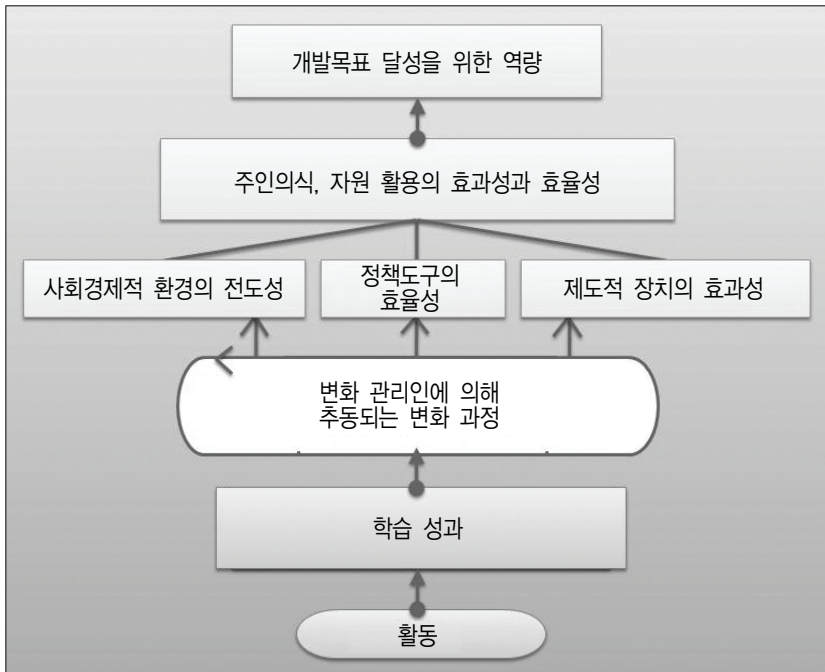 개발목표 달성을 위한 역량
주인의식, 자원 활용의 효과성과 효율성
사회경제적 환경의 전도성
정책도구의
효율성
제도적 장치의 효과성
변화 관리인에 의해
추동되는 변화 과정
학습 성과
활동